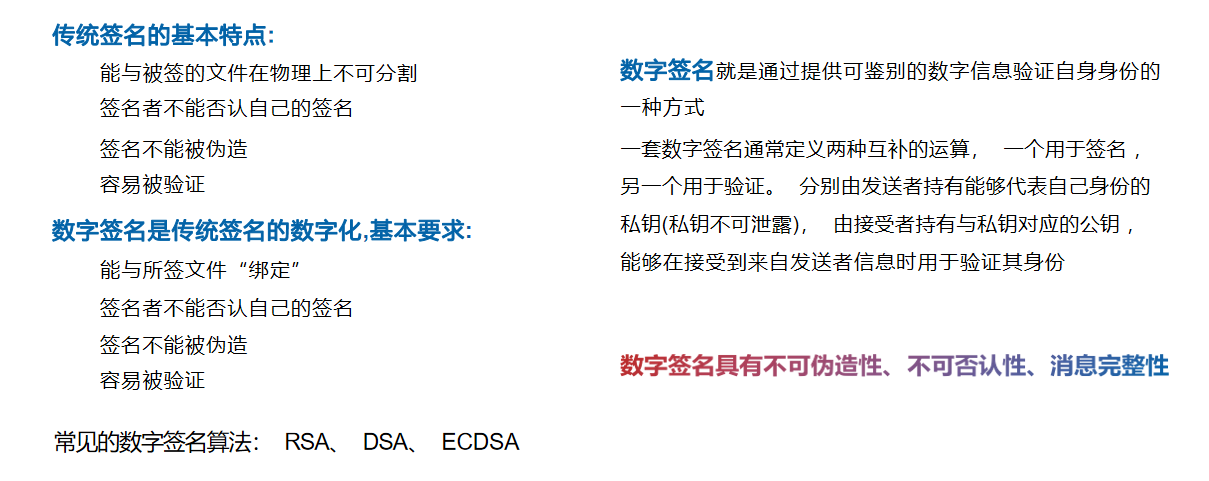 传统签名的基本特点:
能与被签的文件在物理上不可分割
签名者不能否认自己的签名
签名不能被伪造
容易被验证
数字签名是传统签名的数字化,基本要求:
能与所签文件“绑定”
签名者不能否认自己的签名
签名不能被伪造
容易被验证
常见的数字签名算法： RSA、 DSA、 ECDSA
数字签名就是通过提供可鉴别的数字信息验证自身身份的
一种方式
一套数字签名通常定义两种互补的运算， 一个用于签名，
另一个用于验证。 分别由发送者持有能够代表自己身份的
私钥(私钥不可泄露)， 由接受者持有与私钥对应的公钥，
能够在接受到来自发送者信息时用于验证其身份
数字签名具有不可伪造性、不可否认性、消息完整性